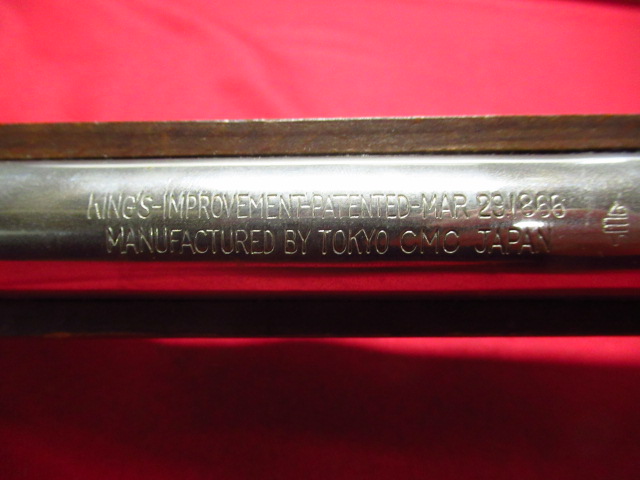 KING'S-IMPROVEMENT-PATENTED-MAR 29.1866
MANUFACTURED BY TOKYO CMC JAPAN